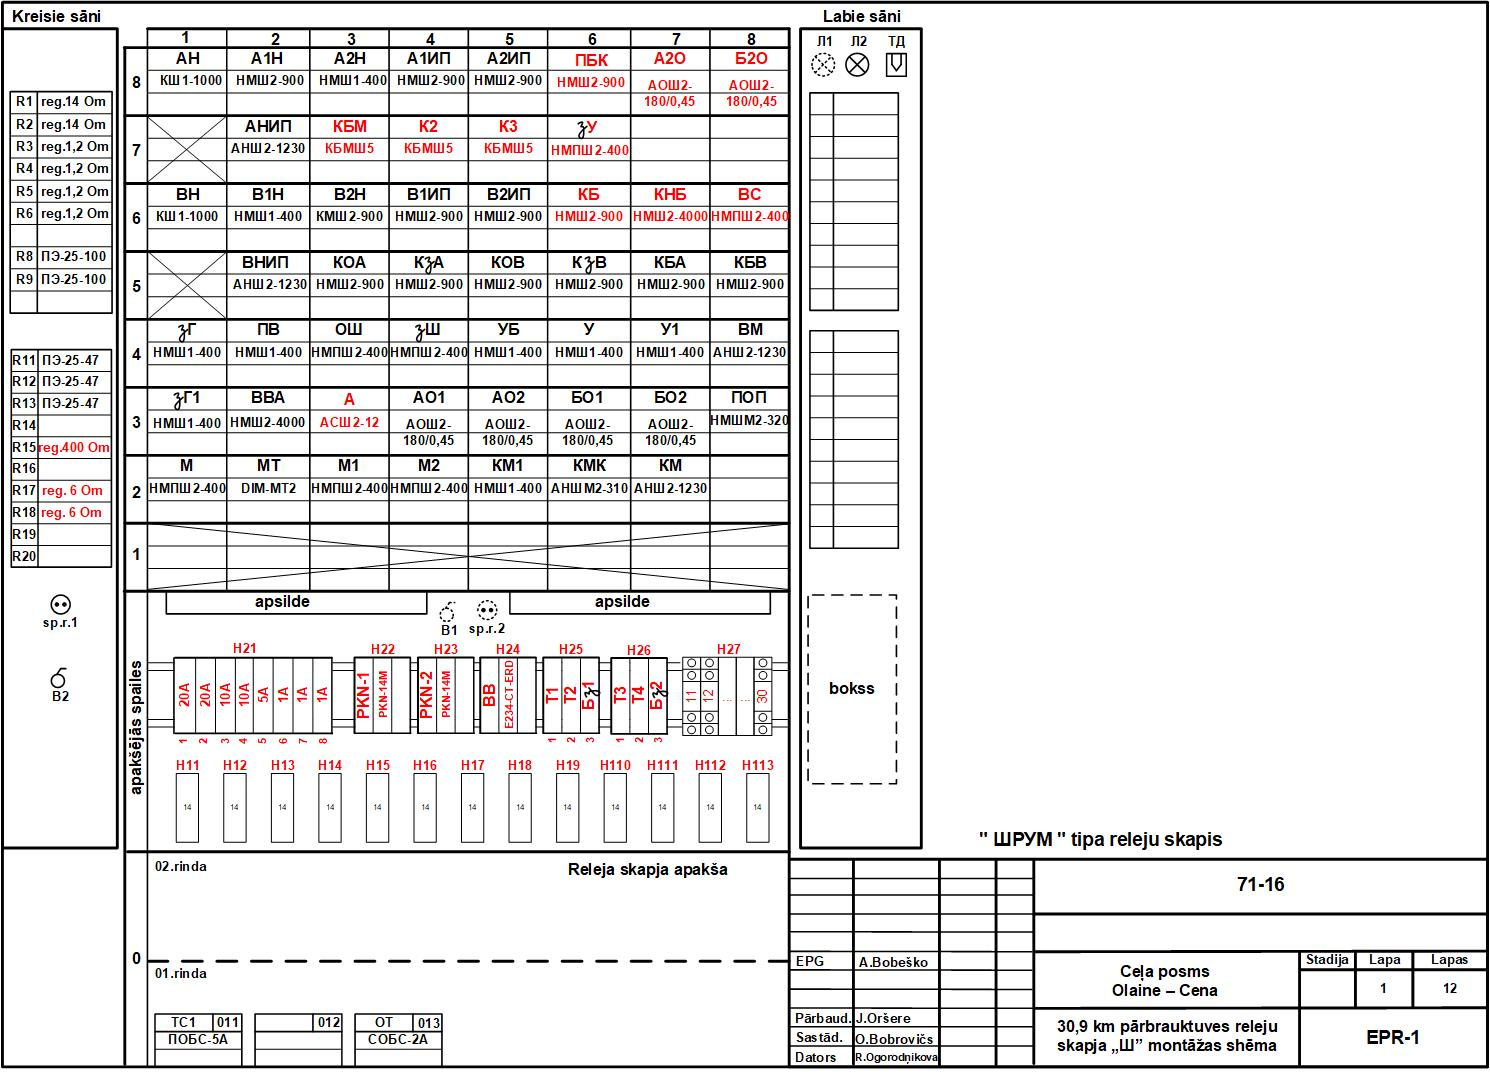 Kreisie sāni
Labie sāni
1 2 3 4 5 6 7 8
8
АН А1Н А2Н А1ИП А2ИП ПБК А2О Б2О
КШ1-1000 НМШ2-900 НМШ1-400 НМШ2-900 НМШ2-900 НМШ2-900 АОШ2-180/0,45 АОШ2-180/0,45
7
АНИП КБМ К2 К3 зУ
АНШ2-1230 КБМШ5 КБМШ5 КБМШ5 НМПШ2-400
6
ВН В1Н В2Н В1ИП В2ИП КБ КНБ ВС
КШ1-1000 НМШ1-400 КМШ2-900 НМШ2-900 НМШ2-900 НМШ2-900 НМШ2-4000 НМПШ2-400
5
ВНИП КОА КзА КОВ КзВ КБА КБВ
АНШ2-1230 НМШ2-900 НМШ2-900 НМШ2-900 НМШ2-900 НМШ2-900 НМШ2-900
4
зГ ПВ ОШ зШ УБ У У1 ВМ
НМШ1-400 НМШ1-400 НМПШ2-400 НМПШ2-400 НМШ1-400 НМШ1-400 НМШ1-400 АНШ2-1230
3
зГ1 ВВА А АО1 АО2 БО1 БО2 ПОП
НМШ1-400 НМШ2-4000 АСШ2-12 АОШ2-180/0,45 АОШ2-180/0,45 АОШ2-180/0,45 АОШ2-180/0,45 НМШМ2-320
2
М МТ М1 М2 КМ1 КМК КМ
НМПШ2-400 DIM-MT2 НМПШ2-400 НМПШ2-400 НМШ1-400 АНШМ2-310 АНШ2-1230
1
R1 reg.14 Om
R2 reg.14 Om
R3 reg.1,2 Om
R4 reg.1,2 Om
R5 reg.1,2 Om
R6 reg.1,2 Om
R8 ПЭ-25-100
R9 ПЭ-25-100
R11 ПЭ-25-47
R12 ПЭ-25-47
R13 ПЭ-25-47
R14
R15 reg.400 Om
R16
R17 reg. 6 Om
R18 reg. 6 Om
R19
R20
sp.r.1
B2
Л1 Л2 ТД
bokss
apsilde
B1
sp.r.2
apsilde
apakšējās spailes
H21 H22 H23 H24 H25 H26 H27
20A 20A 10A 10A 5A 1A 1A 1A
1 2 3 4 5 6 7 8
PKN-1
PKN-14M
PKN-2
PKN-14M
BB
E234-CT-ERD
T1 T2 Бз1
1 2 3
T3 T4 Бз2
1 2 3
11 12 ... ... 30
H11 H12 H13 H14 H15 H16 H17 H18 H19 H110 H111 H112 H113
14 14 14 14 14 14 14 14 14 14 14 14 14
0
02.rinda
Releja skapja apakša
01.rinda
ТС1 011
ПОБС-5А
012
ОТ 013
СОБС-2А
" ШРУМ " tipa releju skapis
71-16
EPG A.Bobeško
Pārbaud. J.Oršere
Sastād. O.Bobrovičs
Dators R.Ogorodņikova
Ceļa posms
Olaine – Cena
Stadija Lapa Lapas
1 12
30,9 km pārbrauktuves releju
skapja „Ш” montāžas shēma
EPR-1